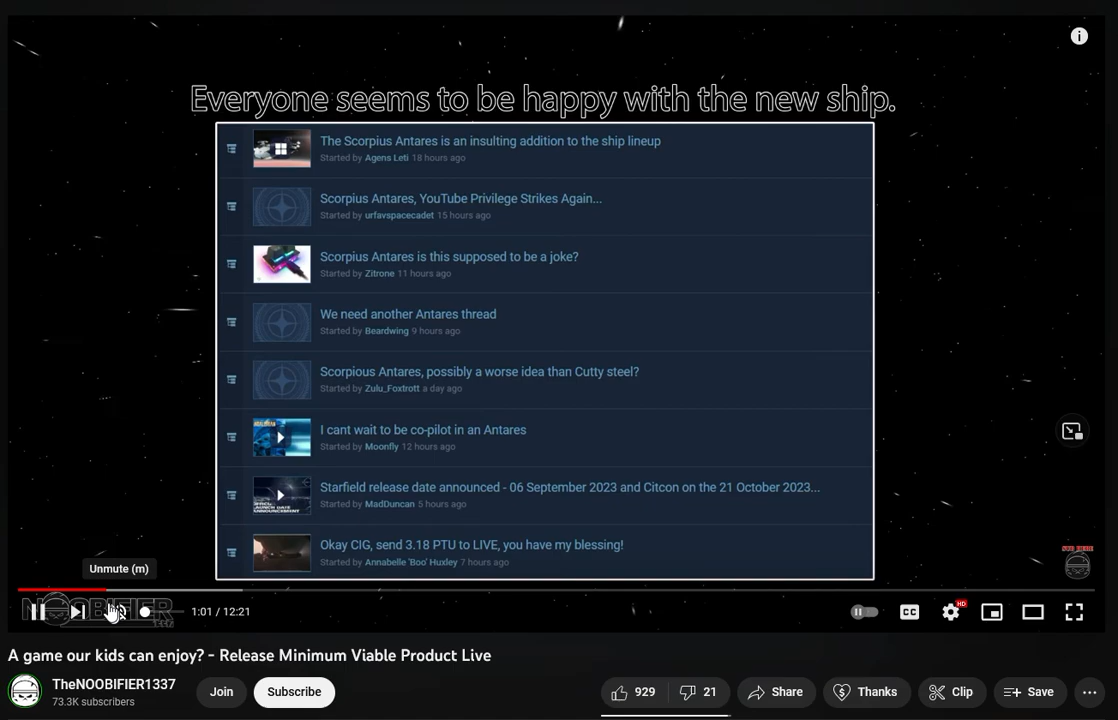 Everyone seems to be happy with the new ship.
The Scorpius Antares is an insulting addition to the ship lineup
Started by Agens Leti 18 hours ago
Scorpius Antares, YouTube Privilege Strikes Again...
Started by urfavspacecadet 15 hours ago
Scorpius Antares is this supposed to be a joke?
Started by Zitrone 11 hours ago
We need another Antares thread
Started by Beardwing 9 hours ago
Scorpious Antares, possibly a worse idea than Cutty steel?
Started by Zulu_Foxtrott a day ago
I cant wait to be co-pilot in an Antares
Started by Moonfly 12 hours ago
Starfield release date announced - 06 September 2023 and Citcon on the 21 October 2023...
Started by MadDuncan 5 hours ago
Okay CIG, send 3.18 PTU to LIVE, you have my blessing!
Started by Annabelle 'Boo' Huxley 7 hours ago
Unmute (m)
NOOBIFIER
1:01 / 12:21
CC
HD
A game our kids can enjoy? - Release Minimum Viable Product Live
TheNOOBIFIER1337
73.3K subscribers
Join
Subscribe
929
21
Share
Thanks
Clip
Save